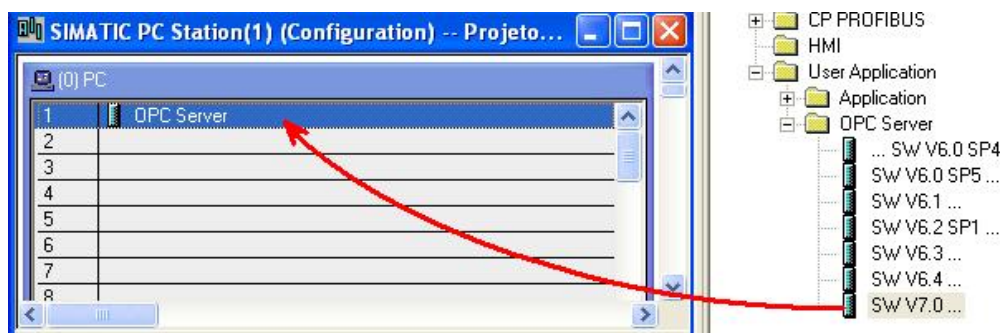 SIMATIC PC Station(1) (Configuration) -- Projeto...
(0) PC
1 OPC Server
2
3
4
5
6
7
8
CP PROFIBUS
HMI
User Application
Application
OPC Server
... SW V6.0 SP4
SW V6.0 SP5 ...
SW V6.1 ...
SW V6.2 SP1 ...
SW V6.3 ...
SW V6.4 ...
SW V7.0 ...